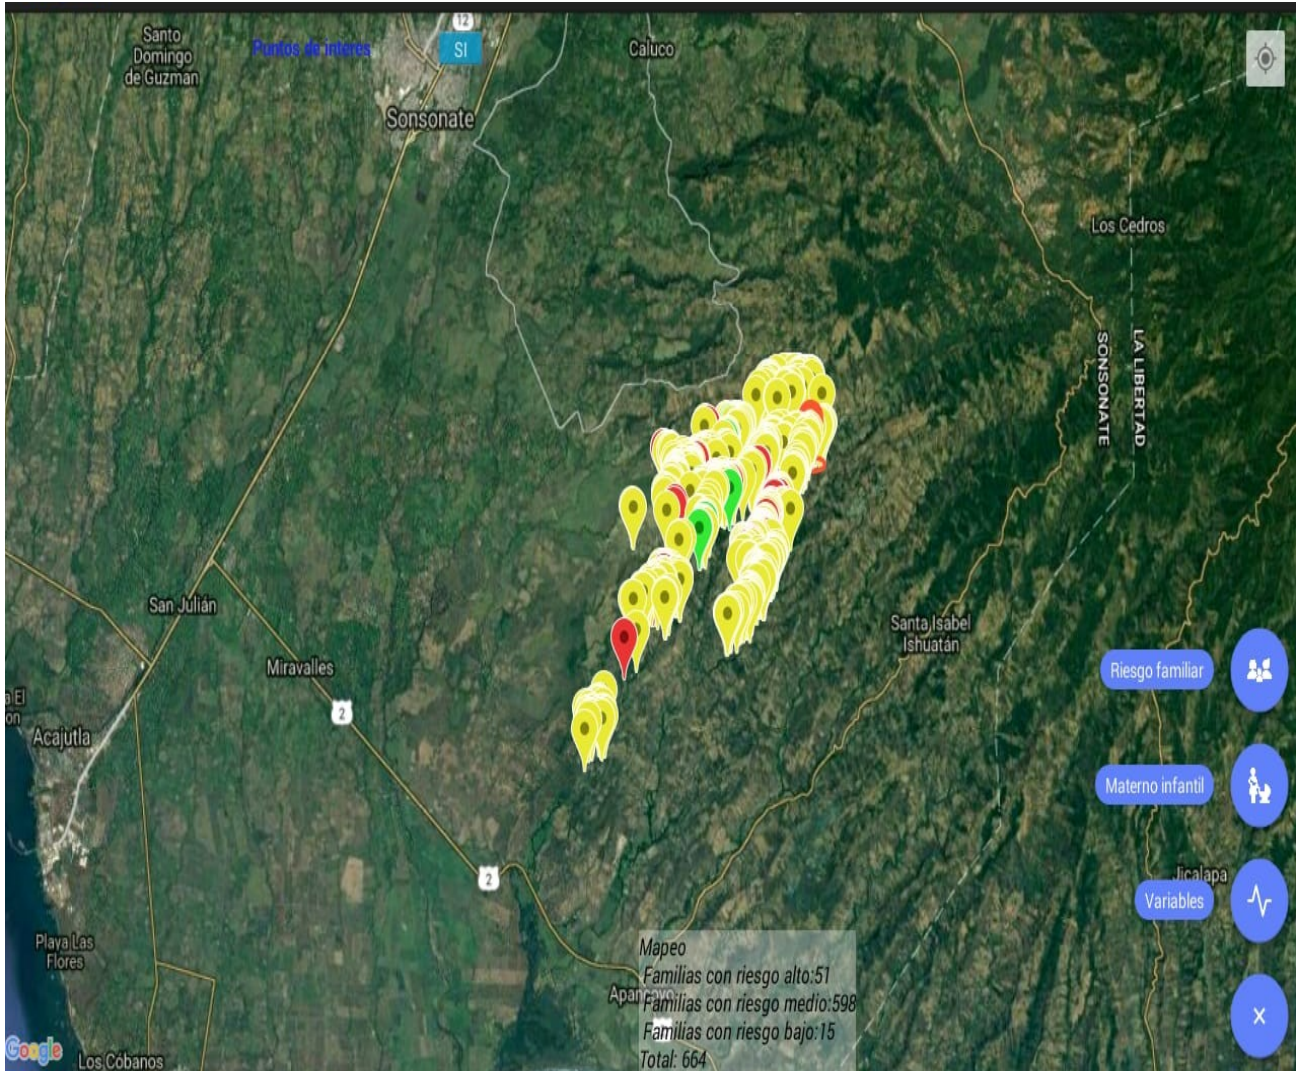 12
Santo
Domingo
de Guzmán
Puntos de interes
SI
Caluco
Sonsonate
Los Cedros
LA LIBERTAD
SONSONATE
San Julián
Santa Isabel
Ishuatán
Miravalles
Riesgo familiar
2
Acajutla
Materno infantil
2
Jicalapa
Variables
Playa Las
Flores
Mapeo
Familias con riesgo alto:51
Familias con riesgo medio:598
Familias con riesgo bajo:15
Total: 664
Google
Los Cóbanos